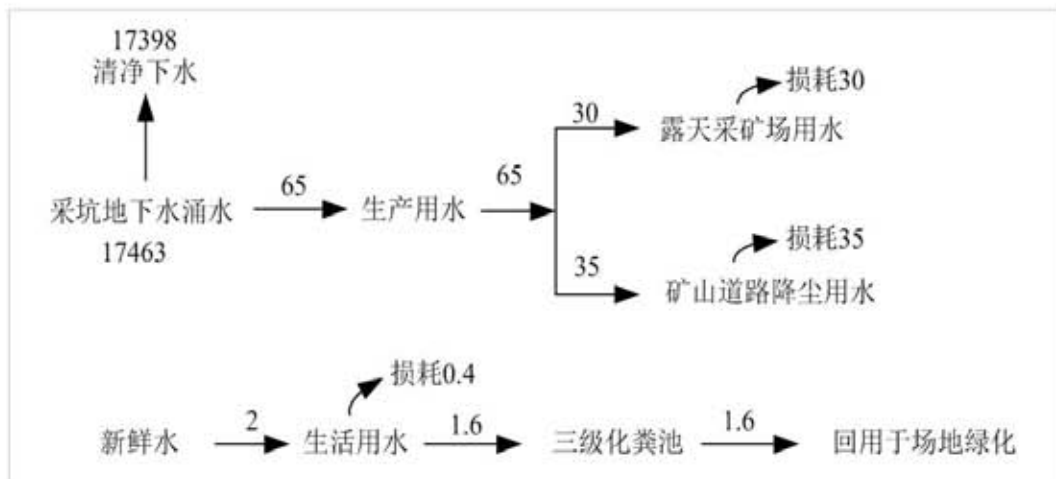 17398
清净下水
损耗30
30
露天采矿场用水
65
65
采坑地下水涌水
生产用水
17463
损耗35
35
矿山道路降尘用水
损耗0.4
新鲜水
2
生活用水
1.6
三级化粪池
1.6
回用于场地绿化